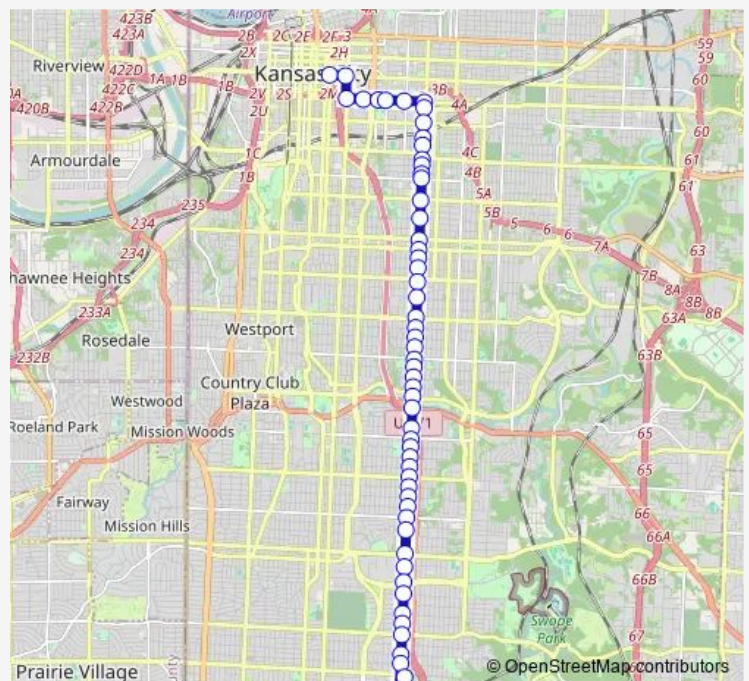 Airport
423B
423A
2B
2X
2C
2E
2F
3
2H
4A
59
59
Riverview
422D
1A
1B
1B
2V
2S
2M
Kansas City
3B
4A
60
0A
420B
422C
422B
2U
60
Armourdale
1C
1B
4C
4B
61
61
235
5A
5B
5
6
6
7A
234
234
63
7B
8A
8B
8B
hawnee Heights
233A
63A
Westport
Rosedale
232B
63B
Country Club
Plaza
Westwood
Roeland Park
Mission Woods
65
65
Fairway
Mission Hills
66
66A
66B
Swope
Park
67
Prairie Village
© OpenStreetMap contributors